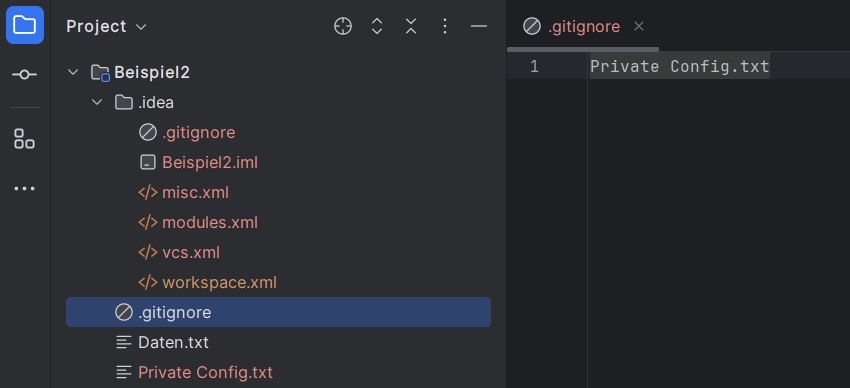 Project
Beispiel2
.idea
.gitignore
Beispiel2.iml
misc.xml
modules.xml
vcs.xml
workspace.xml
.gitignore
Daten.txt
Private Config.txt
.gitignore
1 Private Config.txt